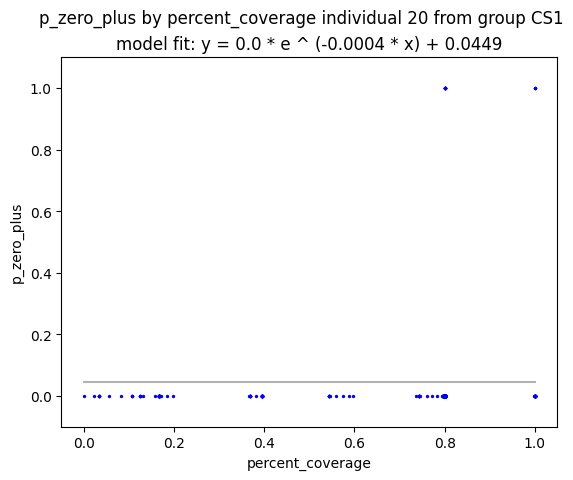 p_zero_plus by percent_coverage individual 20 from group CS1
model fit: y = 0.0 * e ^ (-0.0004 * x) + 0.0449
1.0
0.8
0.6
0.4
0.2
0.0
p_zero_plus
0.0 0.2 0.4 0.6 0.8 1.0
percent_coverage